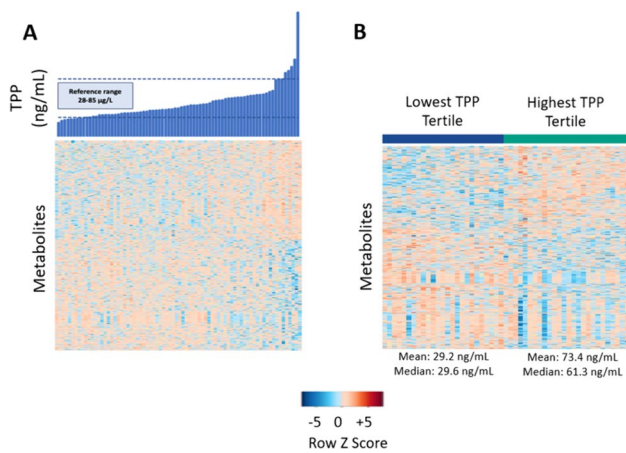 A
TPP
(ng/mL)
Reference range
28-85 µg/L
Metabolites
B
Lowest TPP
Tertile
Highest TPP
Tertile
Metabolites
Mean: 29.2 ng/mL
Median: 29.6 ng/mL
Mean: 73.4 ng/mL
Median: 61.3 ng/mL
-5 0 +5
Row Z Score